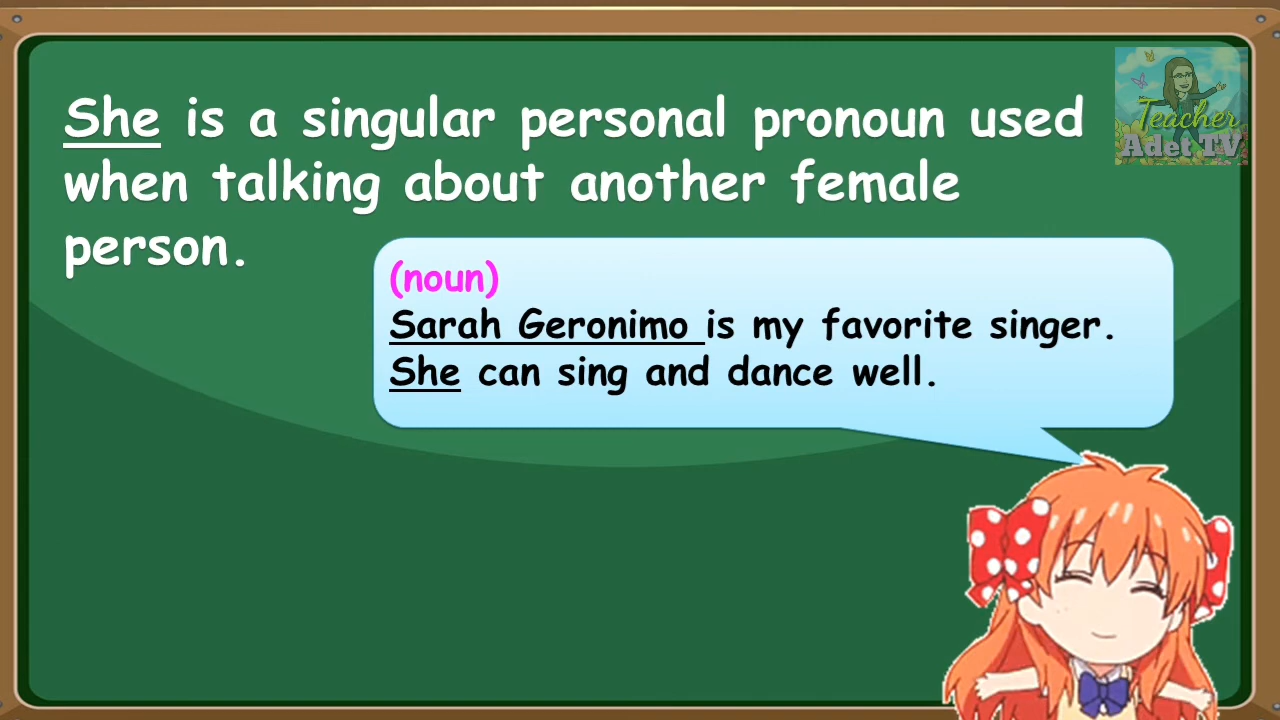 She is a singular personal pronoun used
when talking about another female
person.
Teacher
Adet TV
(noun)
Sarah Geronimo is my favorite singer.
She can sing and dance well.